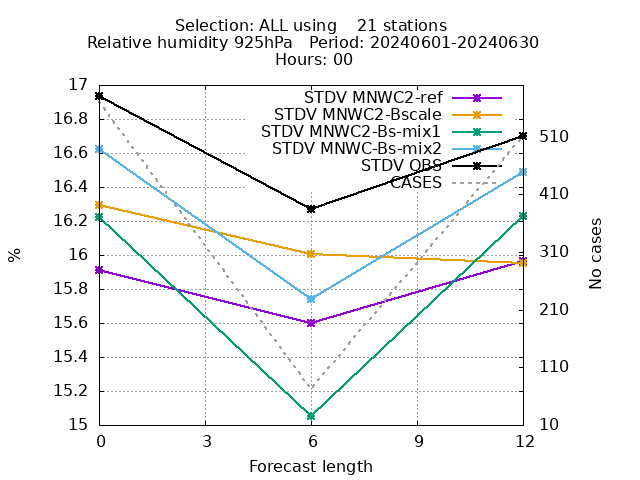 Selection: ALL using    21 stations
Relative humidity 925hPa   Period: 20240601-20240630
Hours: 00
STDV MNWC2-ref
STDV MNWC2-Bscale
STDV MNWC2-Bs-mix1
STDV MNWC-Bs-mix2
STDV OBS
CASES
17
16.8
16.6
16.4
16.2
16
15.8
15.6
15.4
15.2
15
%
510
410
310
210
110
10
No cases
0 3 6 9 12
Forecast length